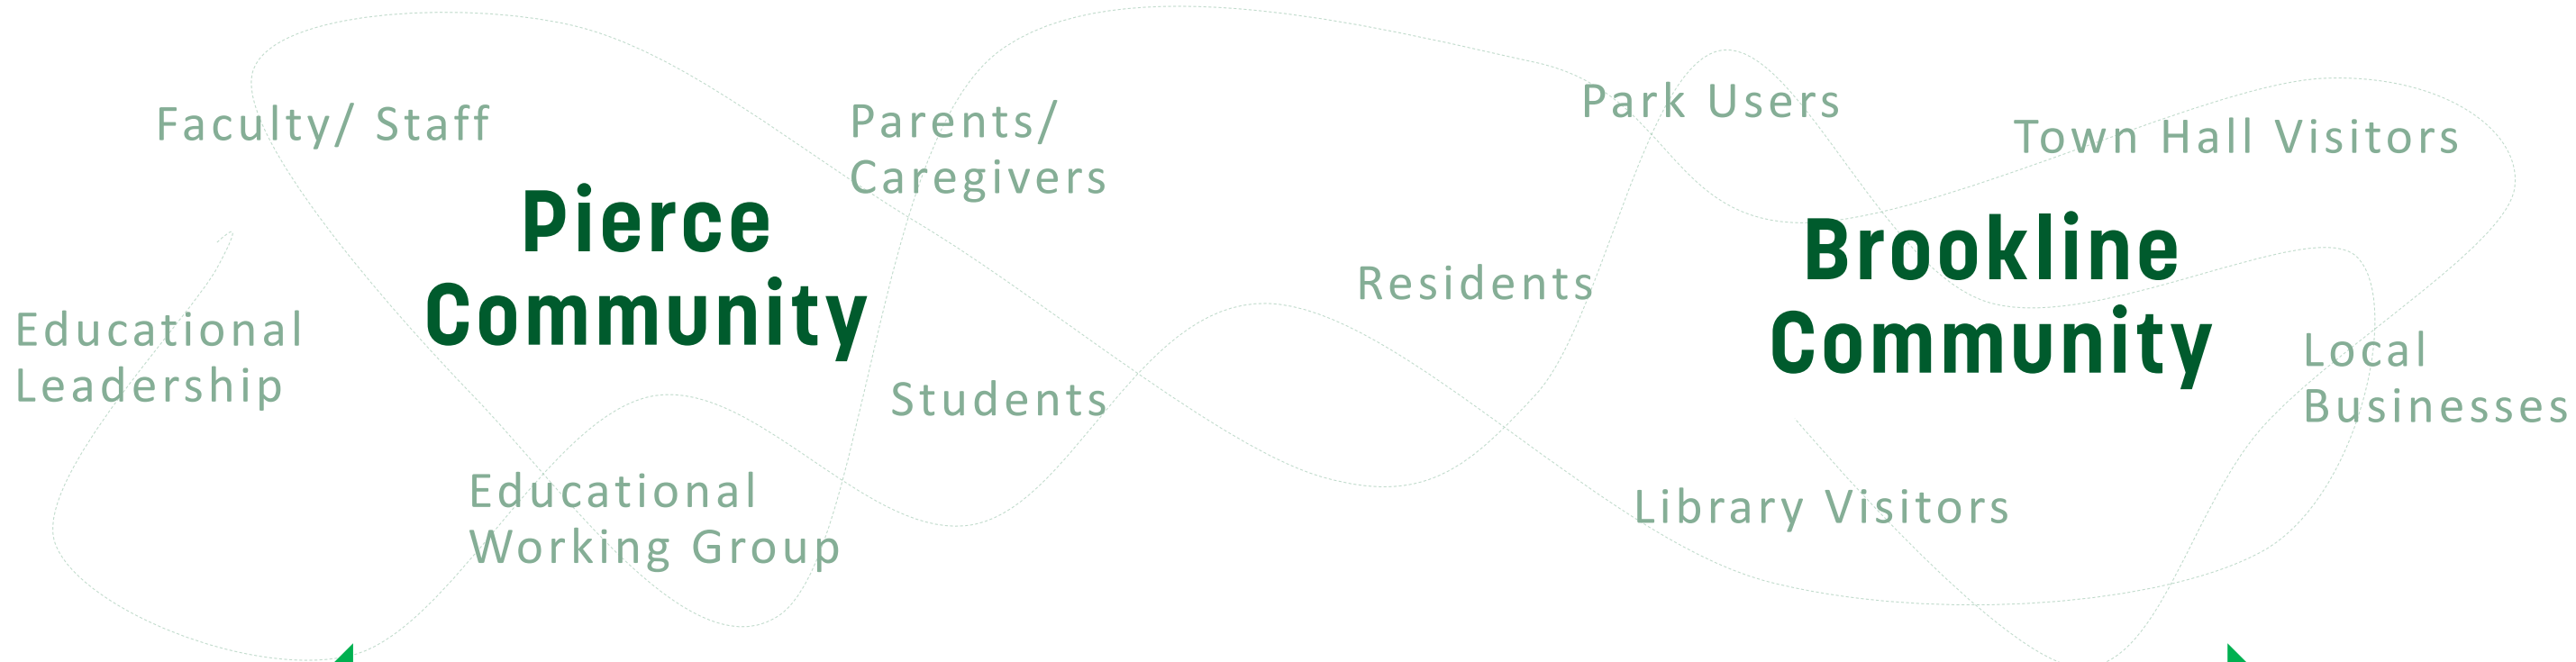 Faculty/ Staff
Parents/
Caregivers
Pierce
Community
Educational
Leadership
Students
Educational
Working Group
Park Users
Town Hall Visitors
Residents
Brookline
Community
Local
Businesses
Library Visitors